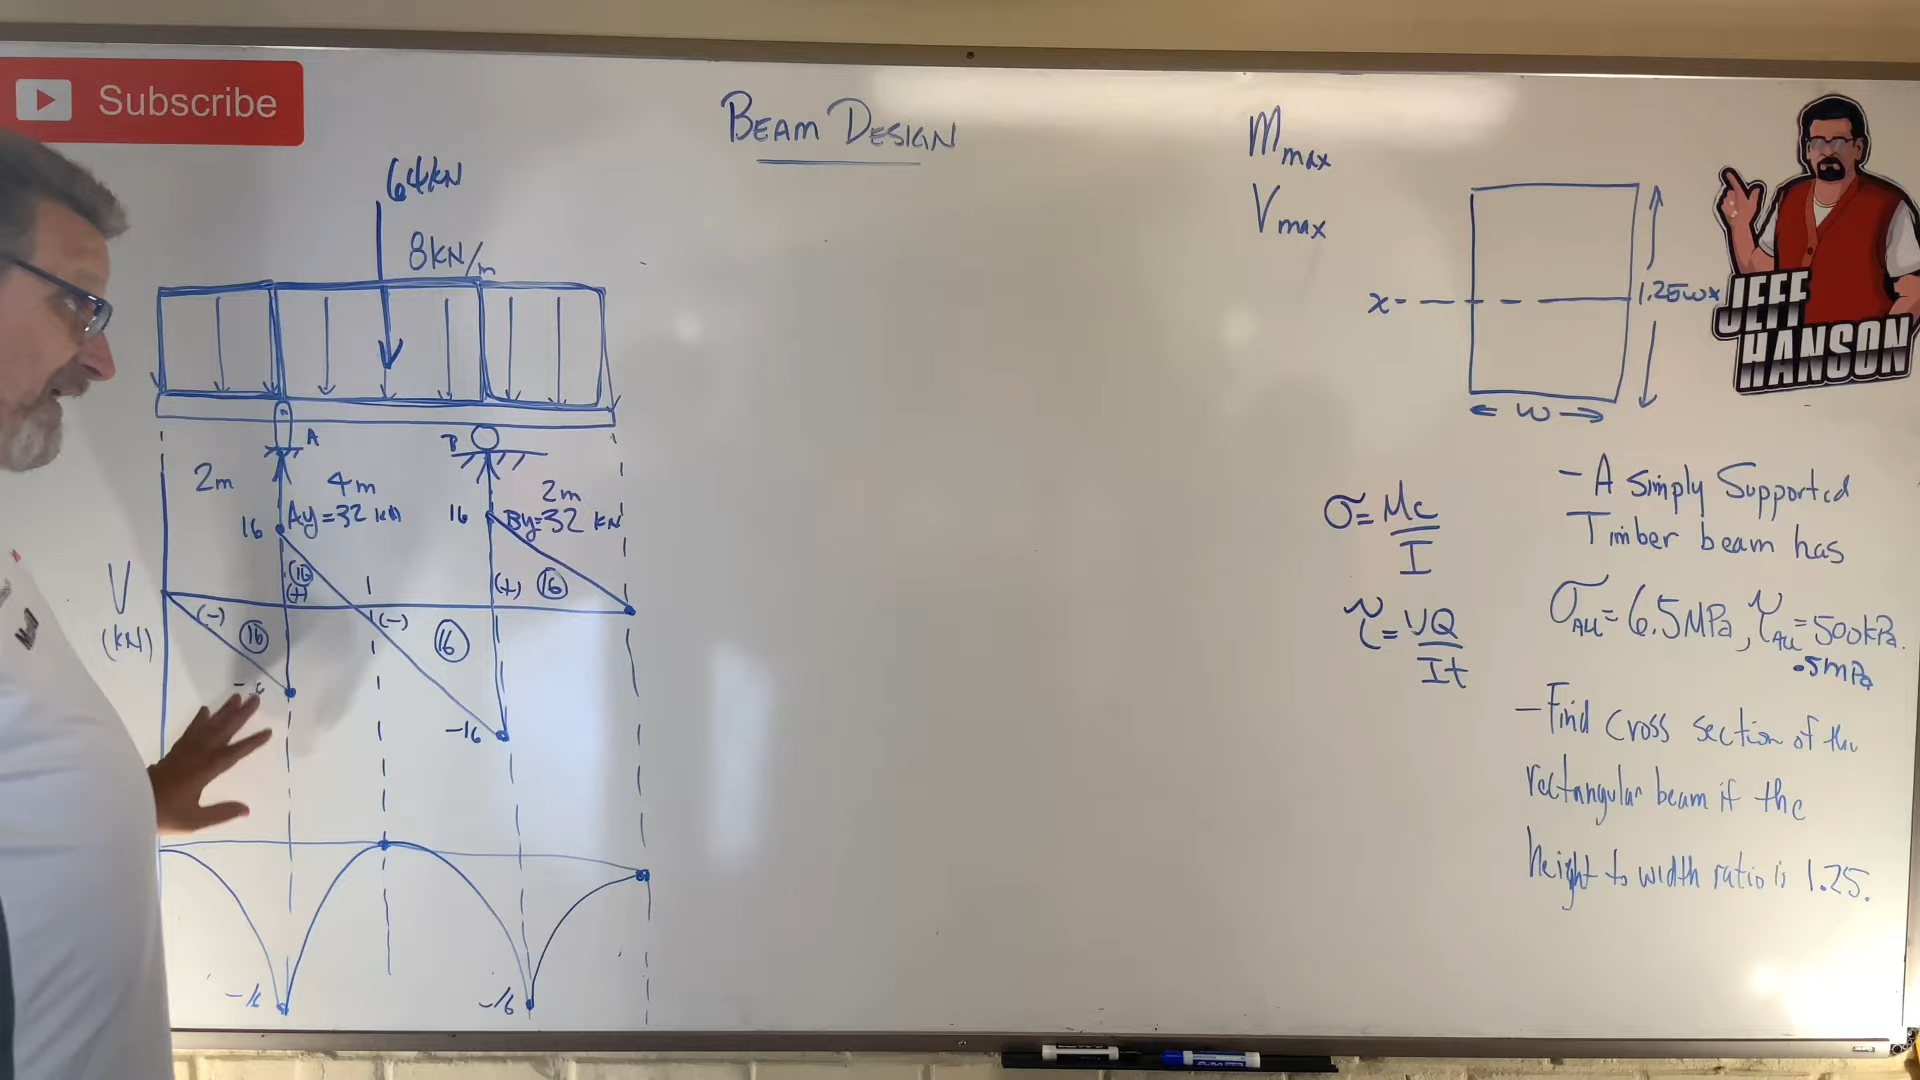 Subscribe
BEAM DESIGN
64KN
8KN/m
A
B
2m
4m
2m
16
Ay=32 KN
16
By=32 KN
V
(KN)
(-)
16
16
(+)
(-)
16
(+)
16
-16
-16
-16
Mmax
Vmax
x-
1.25w
x
w
JEFF
HANSON
σ=Mc
I
τ=VQ
It
-A Simply Supported
Timber beam has
σALL=6.5MPa, τALL=500kPa.
.5mPa
-Find cross section of the
rectangular beam if the
height to width ratio is 1.25.